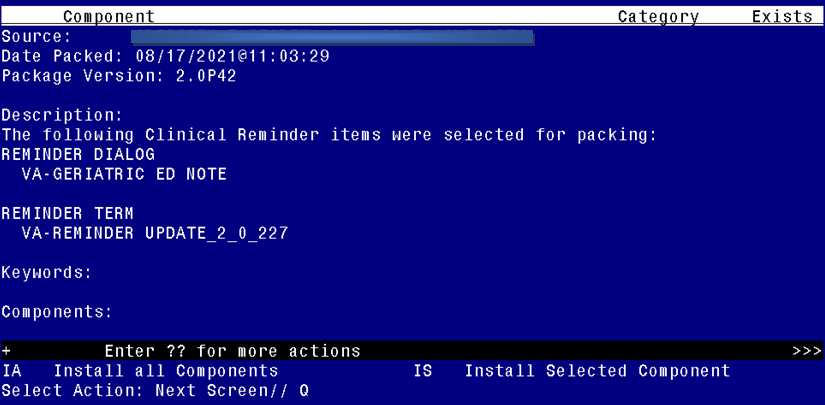 Component Category Exists
Source:
Date Packed: 08/17/2021@11:03:29
Package Version: 2.0P42
Description:
The following Clinical Reminder items were selected for packing:
REMINDER DIALOG
VA-GERIATRIC ED NOTE
REMINDER TERM
VA-REMINDER UPDATE_2_0_227
Keywords:
Components:
+ Enter ?? for more actions >>>
IA Install all Components IS Install Selected Component
Select Action: Next Screen// Q